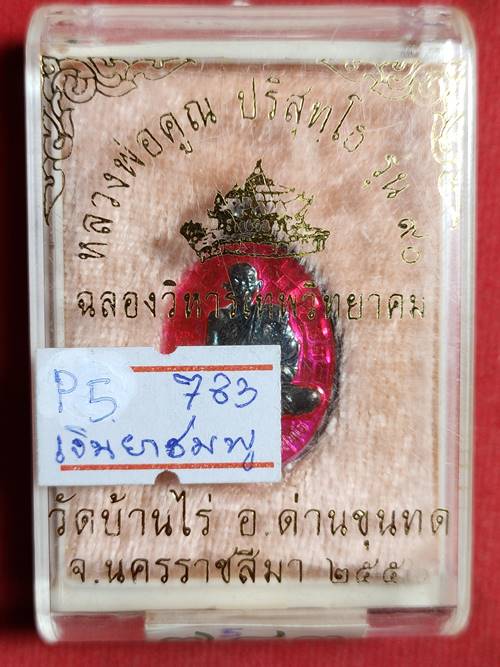 หลวงพ่อคูณ ปริสุทฺโธ รุ่น ๙๐
ฉลองวิหารเทพวิทยาคม
P5 783
เงินยาชมพู
วัดบ้านไร่ อ.ด่านขุนทด
จ.นครราชสีมา